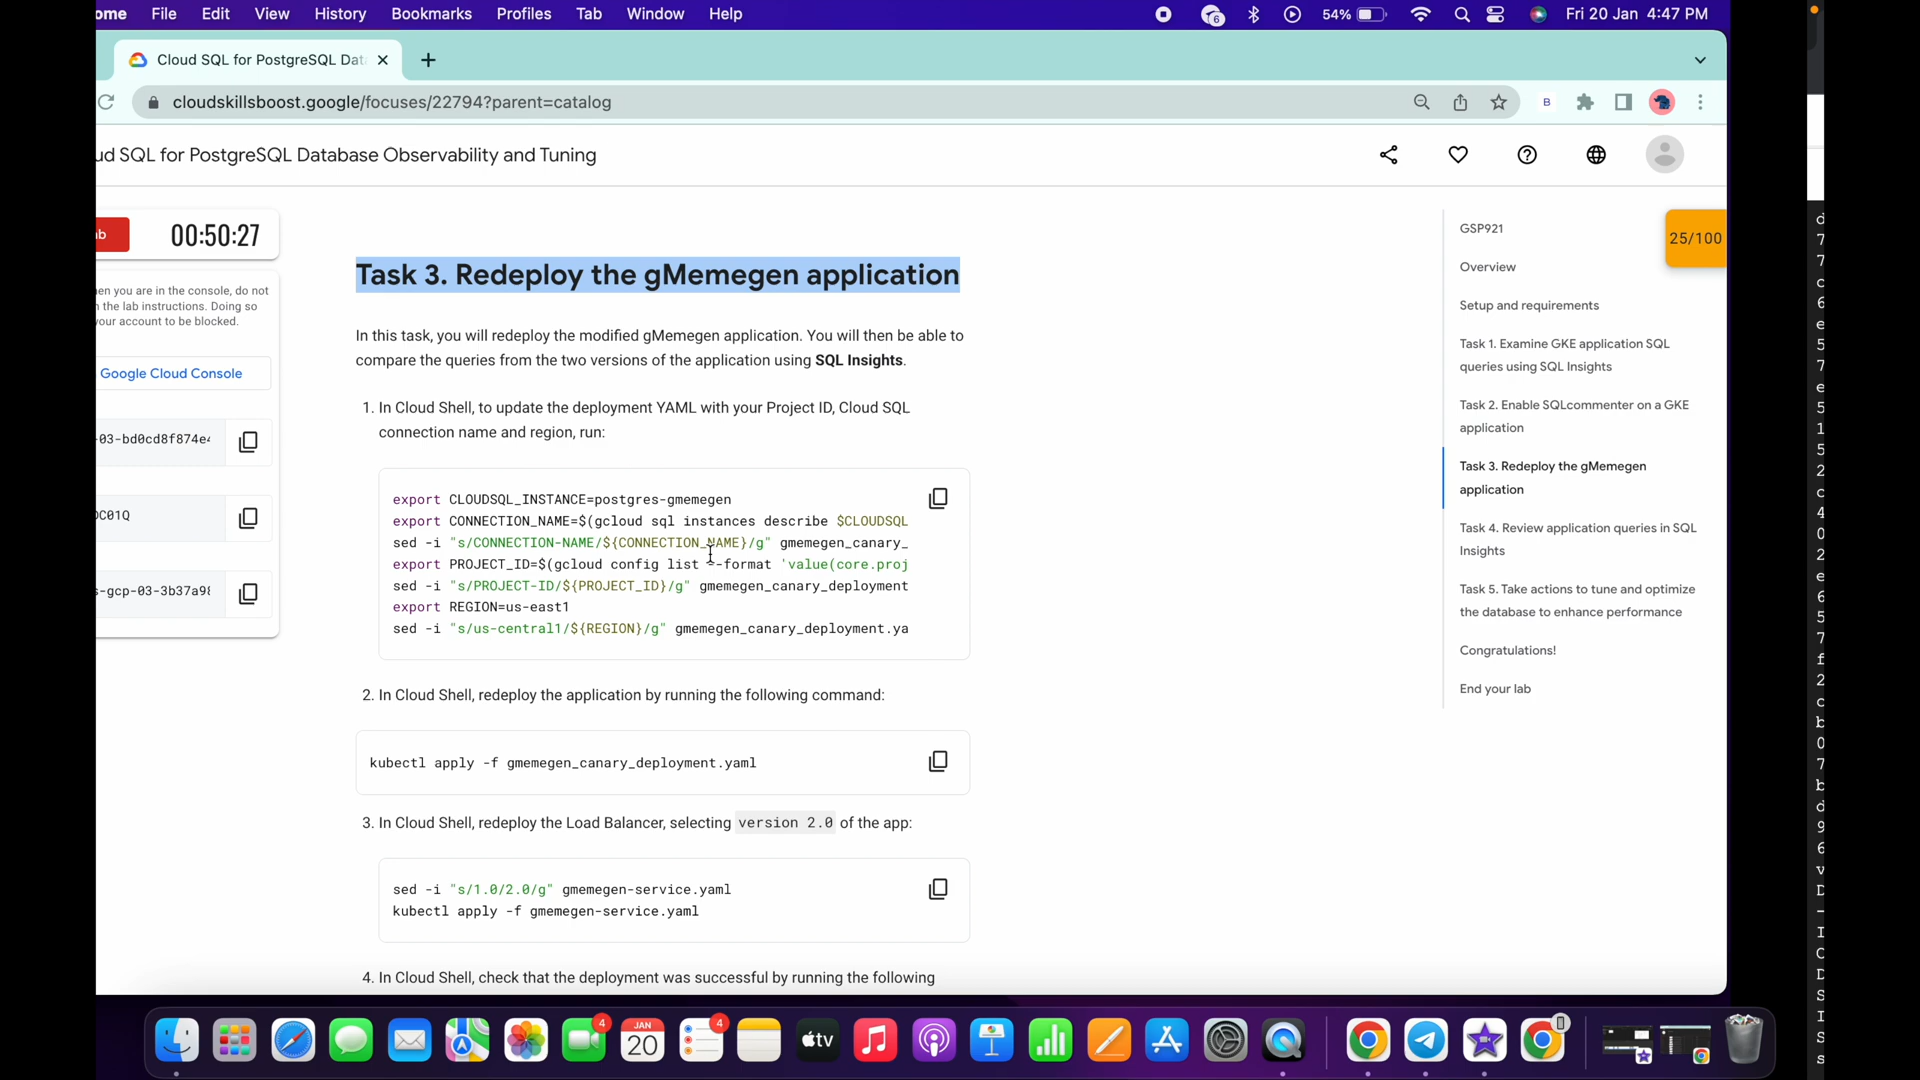 ome File Edit View History Bookmarks Profiles Tab Window Help 6 54% Fri 20 Jan 4:47 PM
Cloud SQL for PostgreSQL Dat
cloudskillsboost.google/focuses/22794?parent=catalog B
ud SQL for PostgreSQL Database Observability and Tuning
ab 00:50:27
en you are in the console, do not
the lab instructions. Doing so
your account to be blocked.
Google Cloud Console
-03-bd0cd8f874e4
C01Q
s-gcp-03-3b37a98
Task 3. Redeploy the gMemegen application
In this task, you will redeploy the modified gMemegen application. You will then be able to
compare the queries from the two versions of the application using SQL Insights.
1. In Cloud Shell, to update the deployment YAML with your Project ID, Cloud SQL
connection name and region, run:
export CLOUDSQL_INSTANCE=postgres-gmemegen
export CONNECTION_NAME=$(gcloud sql instances describe $CLOUDSQL
sed -i "s/CONNECTION-NAME/${CONNECTION_NAME}/g" gmemegen_canary_
export PROJECT_ID=$(gcloud config list --format 'value(core.proj
sed -i "s/PROJECT-ID/${PROJECT_ID}/g" gmemegen_canary_deployment
export REGION=us-east1
sed -i "s/us-central1/${REGION}/g" gmemegen_canary_deployment.ya
2. In Cloud Shell, redeploy the application by running the following command:
kubectl apply -f gmemegen_canary_deployment.yaml
3. In Cloud Shell, redeploy the Load Balancer, selecting version 2.0 of the app:
sed -i "s/1.0/2.0/g" gmemegen-service.yaml
kubectl apply -f gmemegen-service.yaml
4. In Cloud Shell, check that the deployment was successful by running the following
GSP921
25/100
Overview
Setup and requirements
Task 1. Examine GKE application SQL
queries using SQL Insights
Task 2. Enable SQLcommenter on a GKE
application
Task 3. Redeploy the gMemegen
application
Task 4. Review application queries in SQL
Insights
Task 5. Take actions to tune and optimize
the database to enhance performance
Congratulations!
End your lab
4
JAN
20
4
tv